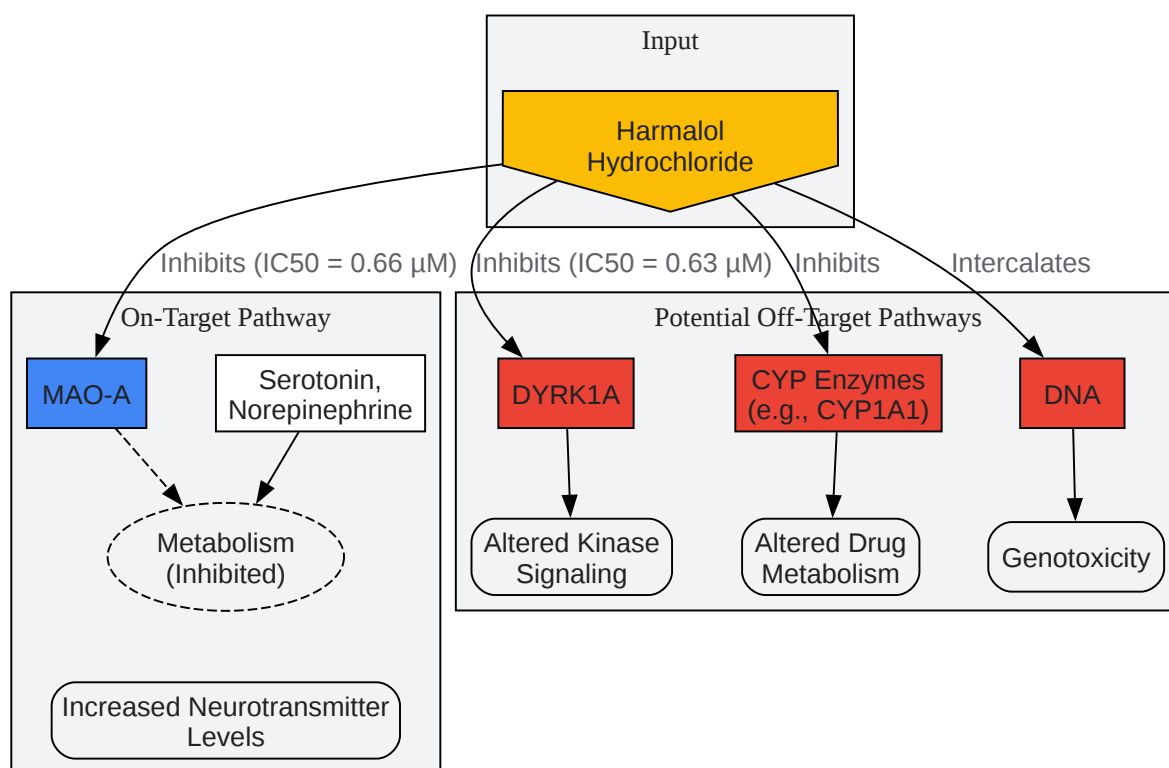 Input
Harmalol
Hydrochloride
Inhibits (IC50 = 0.66 µM)
Inhibits (IC50 = 0.63 µM)
Inhibits
Intercalates
On-Target Pathway
Potential Off-Target Pathways
MAO-A
Serotonin,
Norepinephrine
DYRK1A
CYP Enzymes
(e.g., CYP1A1)
DNA
Metabolism
(Inhibited)
Altered Kinase
Signaling
Altered Drug
Metabolism
Genotoxicity
Increased Neurotransmitter
Levels